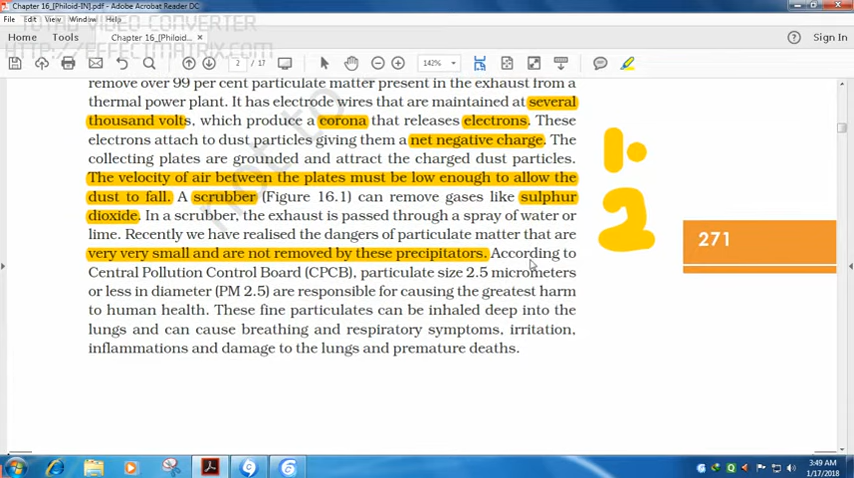 Chapter 16_[Philoid-IN].pdf - Adobe Acrobat Reader DC
File Edit View Window Help
TOTAL VIDEO CONVERTER
HTTP://EFFECTMATRIX.COM
Home Tools Chapter 16_[Philoid-... × Sign In
2 / 17 142%
remove over 99 per cent particulate matter present in the exhaust from a
thermal power plant. It has electrode wires that are maintained at several
thousand volts, which produce a corona that releases electrons. These
electrons attach to dust particles giving them a net negative charge. The
collecting plates are grounded and attract the charged dust particles.
The velocity of air between the plates must be low enough to allow the
dust to fall. A scrubber (Figure 16.1) can remove gases like sulphur
dioxide. In a scrubber, the exhaust is passed through a spray of water or
lime. Recently we have realised the dangers of particulate matter that are
very very small and are not removed by these precipitators. According to
Central Pollution Control Board (CPCB), particulate size 2.5 micrometers
or less in diameter (PM 2.5) are responsible for causing the greatest harm
to human health. These fine particulates can be inhaled deep into the
lungs and can cause breathing and respiratory symptoms, irritation,
inflammations and damage to the lungs and premature deaths.
1.
2
271
not to
3:49 AM
1/17/2018